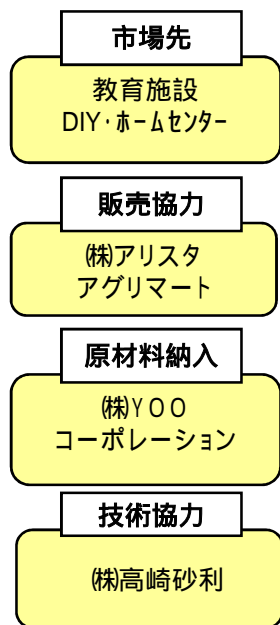 市場先
教育施設
DIY・ホームセンター
販売協力
㈱アリスタ
アグリマート
原材料納入
㈱ＹＯＯ
コーポレーション
技術協力
㈱高崎砂利